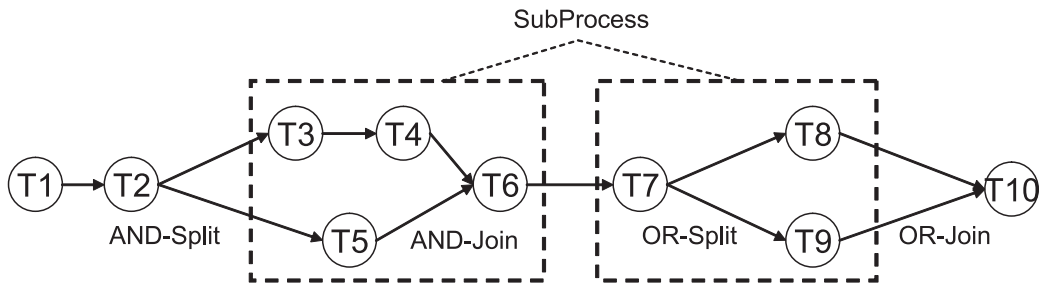 SubProcess
T3
T4
T8
T1
T2
T6
T7
T10
AND-Split
T5
AND-Join
OR-Split
T9
OR-Join